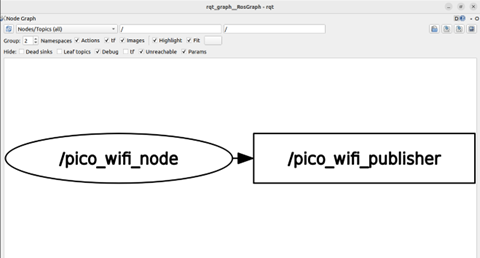 rqt_graph__RosGraph - rqt
Node Graph
Nodes/Topics (all) / /
Group: 2 Namespaces Actions tf Images Highlight Fit
Hide: Dead sinks Leaf topics Debug tf Unreachable Params
/pico_wifi_node /pico_wifi_publisher